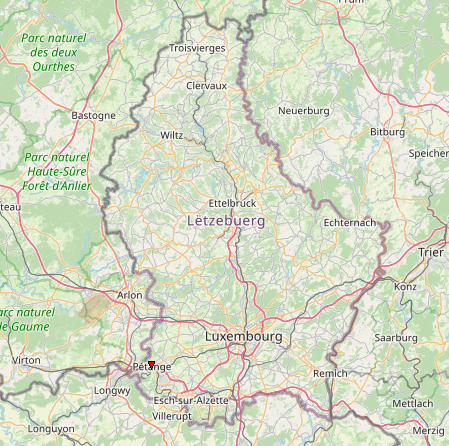 Prüm
Parc naturel
des deux
Ourthes
Troisvierges
Clervaux
Neuerburg
Bastogne
Wiltz
Bitburg
Parc naturel
Haute-Sûre
Forêt d'Anlier
Speicher
Ettelbruck
Lëtzebuerg
Echternach
Trier
Konz
Arlon
Parc naturel
de Gaume
Luxembourg
Saarburg
Virton
Pétange
Remich
Longwy
Esch-sur-Alzette
Mettlach
Villerupt
Longuyon
Merzig